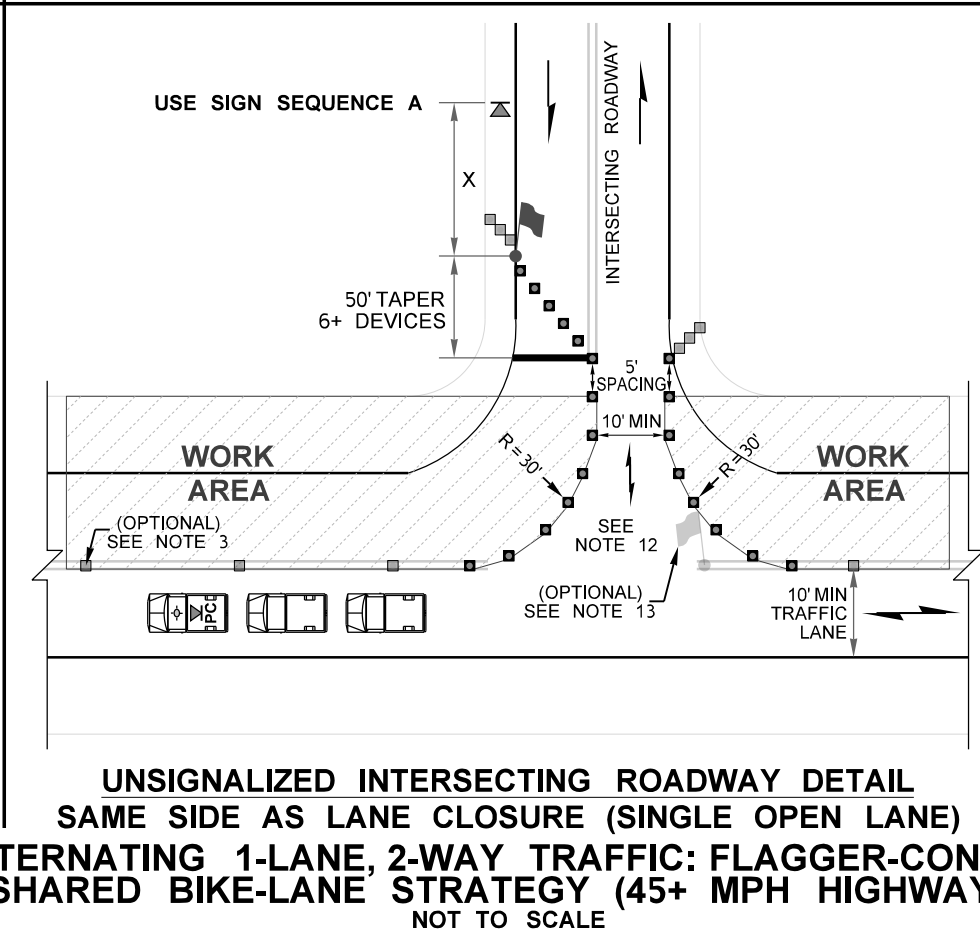 USE SIGN SEQUENCE A
INTERSECTING ROADWAY
X
50' TAPER
6+ DEVICES
5'
SPACING
10' MIN
R = 30'
R = 30'
WORK
AREA
WORK
AREA
(OPTIONAL)
SEE NOTE 3
SEE
NOTE 12
(OPTIONAL)
SEE NOTE 13
10' MIN
TRAFFIC
LANE
PC
UNSIGNALIZED INTERSECTING ROADWAY DETAIL
SAME SIDE AS LANE CLOSURE (SINGLE OPEN LANE)
TERNATING 1-LANE, 2-WAY TRAFFIC: FLAGGER-CON
SHARED BIKE-LANE STRATEGY (45+ MPH HIGHWAY
NOT TO SCALE